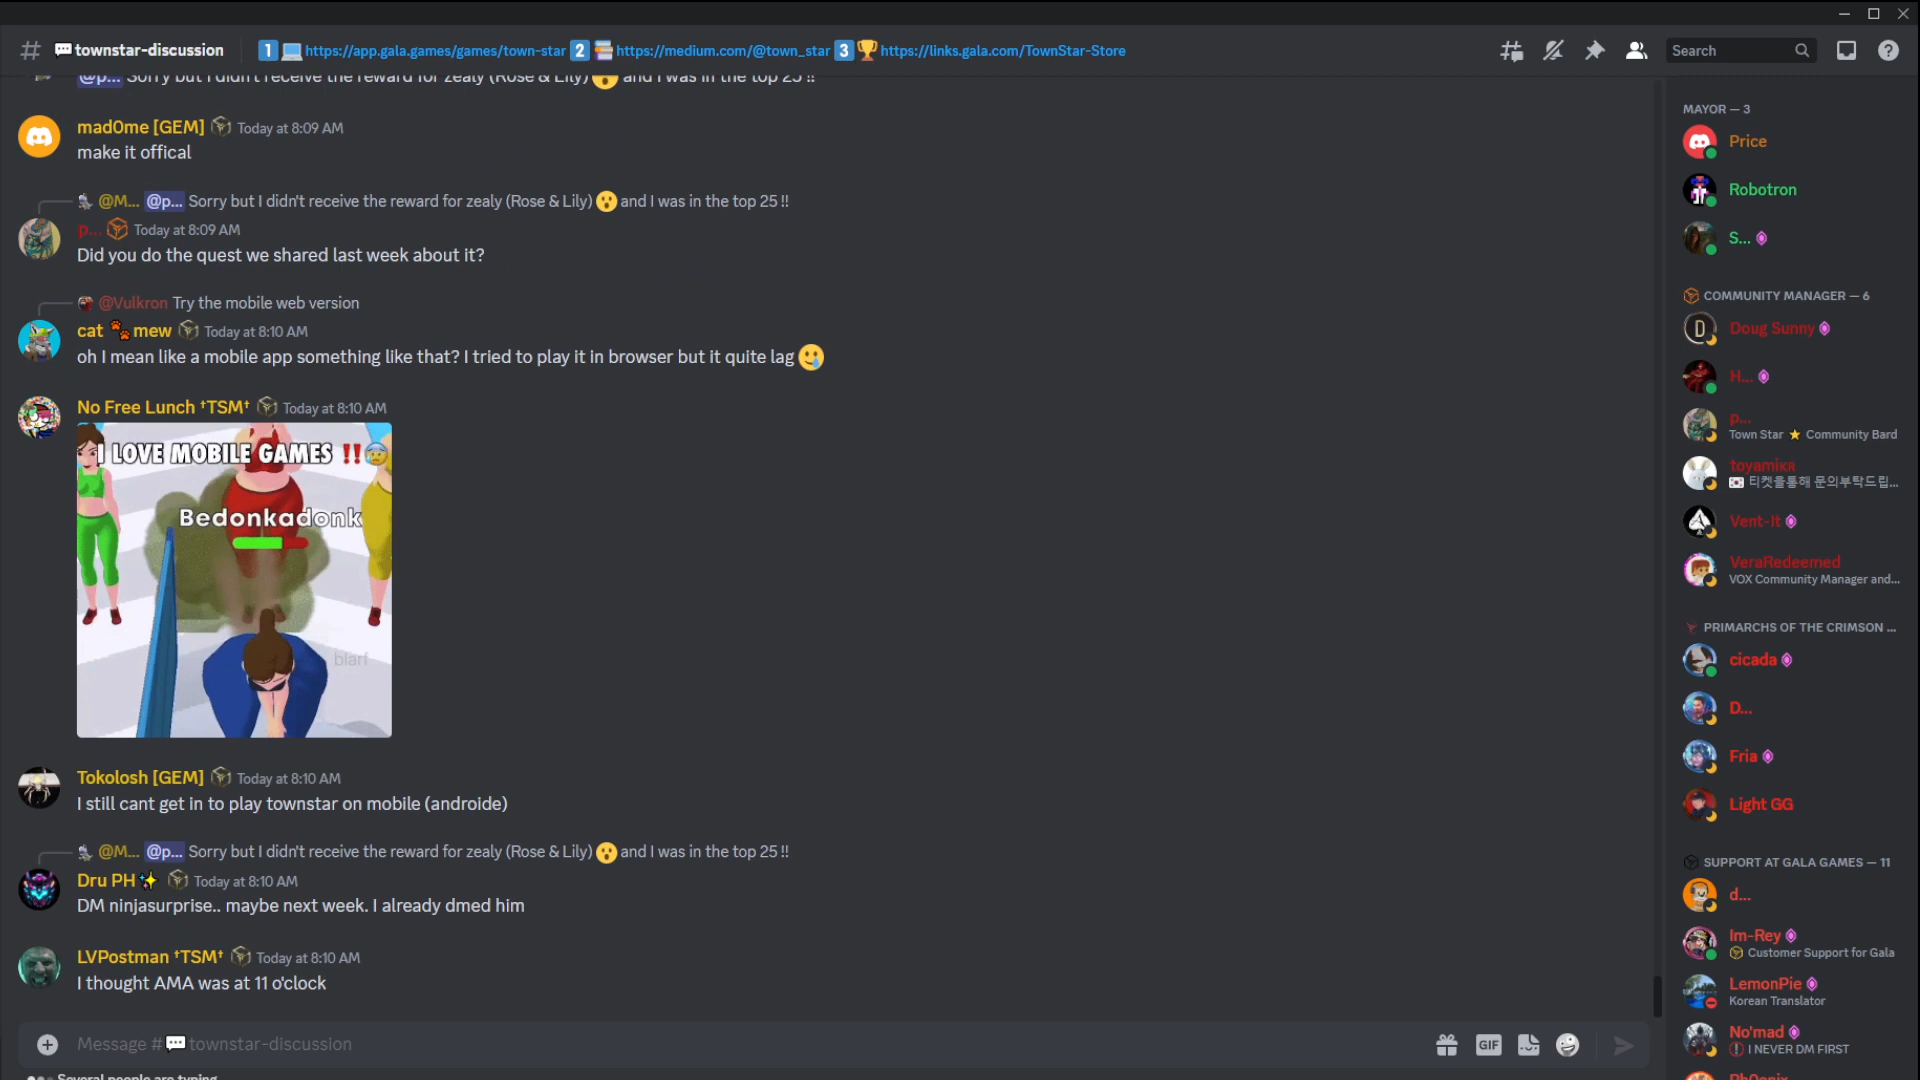 townstar-discussion
1 https://app.gala.games/games/town-star 2 https://medium.com/@town_star 3 https://links.gala.com/TownStar-Store
Search
@p... Sorry but I didn't receive the reward for zealy (Rose & Lily) and I was in the top 25 !!
mad0me [GEM] Today at 8:09 AM
make it offical
@M... @p... Sorry but I didn't receive the reward for zealy (Rose & Lily) and I was in the top 25 !!
p... Today at 8:09 AM
Did you do the quest we shared last week about it?
@Vulkron Try the mobile web version
cat mew Today at 8:10 AM
oh I mean like a mobile app something like that? I tried to play it in browser but it quite lag
No Free Lunch †TSM† Today at 8:10 AM
I LOVE MOBILE GAMES !!
Bedonkadonk
blarf
Tokolosh [GEM] Today at 8:10 AM
I still cant get in to play townstar on mobile (androide)
@M... @p... Sorry but I didn't receive the reward for zealy (Rose & Lily) and I was in the top 25 !!
Dru PH Today at 8:10 AM
DM ninjasurprise.. maybe next week. I already dmed him
LVPostman †TSM† Today at 8:10 AM
I thought AMA was at 11 o'clock
Message # townstar-discussion
GIF
Several people are typing
MAYOR — 3
Price
Robotron
S...
COMMUNITY MANAGER — 6
Doug Sunny
H...
p...
Town Star Community Bard
toyamiKR
티켓을통해 문의부탁드립...
Vent-It
VeraRedeemed
VOX Community Manager and...
PRIMARCHS OF THE CRIMSON ...
cicada
D...
Fria
Light GG
SUPPORT AT GALA GAMES — 11
d...
Im-Rey
Customer Support for Gala
LemonPie
Korean Translator
No'mad
I NEVER DM FIRST
Ph0enix